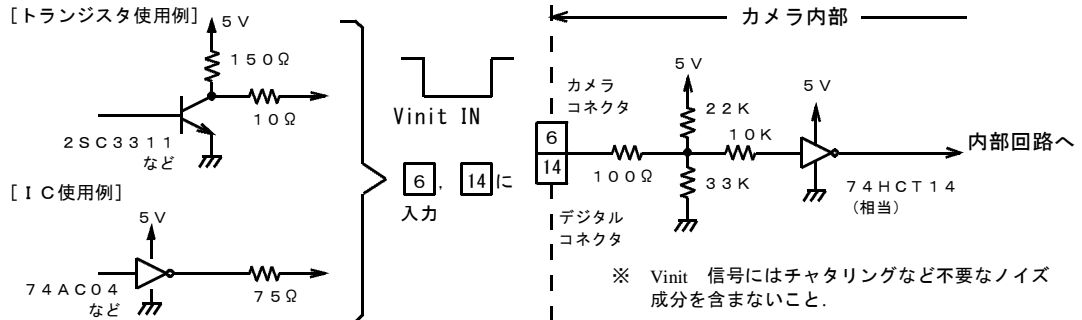 [トランジスタ使用例]
5V
150Ω
10Ω
2SC3311
など
[IC使用例]
5V
74AC04
など
75Ω
Vinit IN
6, 14に
入力
カメラ内部
カメラ
コネクタ
6
14
デジタル
コネクタ
100Ω
5V
22K
33K
10K
5V
74HCT14
(相当)
内部回路へ
※ Vinit 信号にはチャタリングなど不要なノイズ
成分を含まないこと.